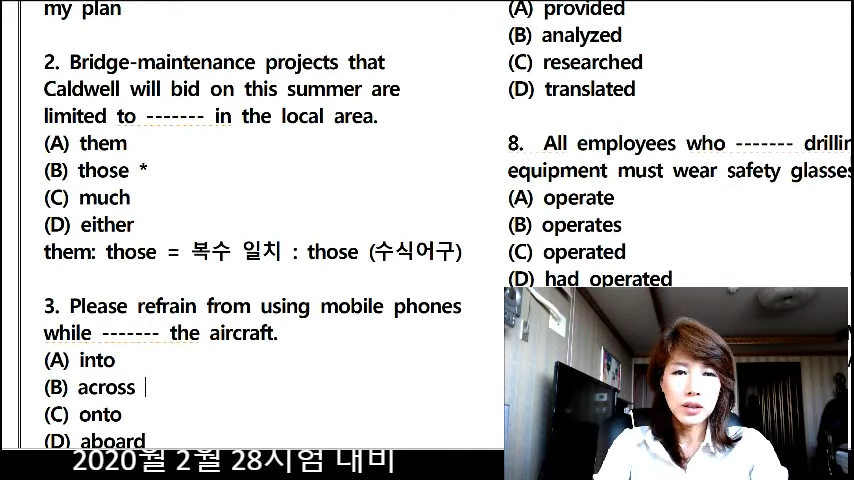 my plan
2. Bridge-maintenance projects that
Caldwell will bid on this summer are
limited to ------- in the local area.
(A) them
(B) those *
(C) much
(D) either
them: those = 복수 일치 : those (수식어구)
3. Please refrain from using mobile phones
while ------- the aircraft.
(A) into
(B) across
(C) onto
(D) aboard
(A) provided
(B) analyzed
(C) researched
(D) translated
8. All employees who -------
equipment must wear safety glasses
(A) operate
(B) operates
(C) operated
(D) had operated
2020월 2월 28시험 대비